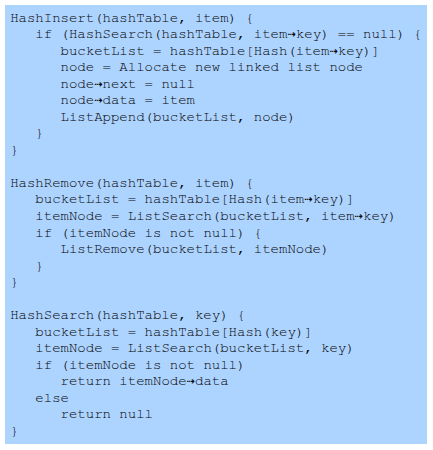 HashInsert(hashTable, item) {
   if (HashSearch(hashTable, item→key) == null) {
      bucketList = hashTable[Hash(item→key)]
      node = Allocate new linked list node
      node→next = null
      node→data = item
      ListAppend(bucketList, node)
   }
}

HashRemove(hashTable, item) {
   bucketList = hashTable[Hash(item→key)]
   itemNode = ListSearch(bucketList, item→key)
   if (itemNode is not null) {
      ListRemove(bucketList, itemNode)
   }
}

HashSearch(hashTable, key) {
   bucketList = hashTable[Hash(key)]
   itemNode = ListSearch(bucketList, key)
   if (itemNode is not null)
      return itemNode→data
   else
      return null
}